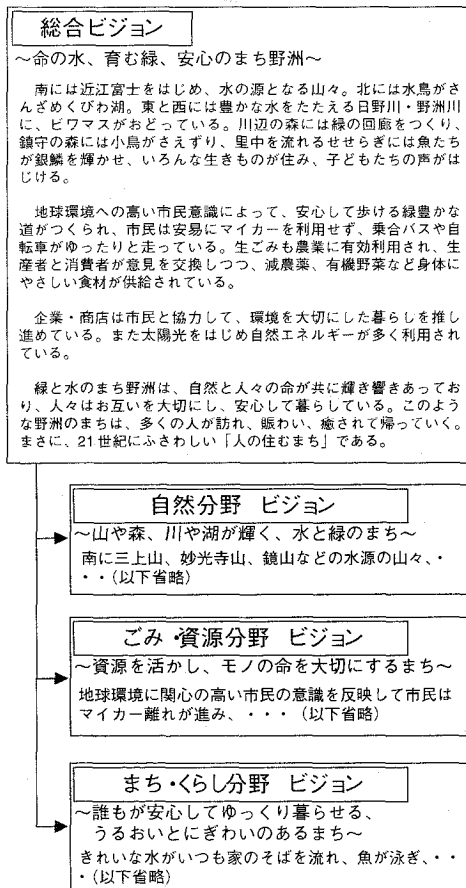 総合ビジョン
～命の水、育む緑、安心のまち野洲～
南には近江富士をはじめ、水の源となる山々。北には水鳥がさ
んざめくびわ湖。東と西には豊かな水をたたえる日野川・野洲川
に、ビワマスがおどっている。川辺の森には緑の回廊をつくり、
鎮守の森には小鳥がさえずり、里中を流れるせせらぎには魚たち
が銀鱗を輝かせ、いろんな生きものが住み、子どもたちの声がは
じける。
地球環境への高い市民意識によって、安心して歩ける緑豊かな
道がつくられ、市民は安易にマイカーを利用せず、乗合バスや自
転車がゆったりと走っている。生ごみも農業に有効利用され、生
産者と消費者が意見を交換しつつ、減農薬、有機野菜など身体に
やさしい食材が供給されている。
企業・商店は市民と協力して、環境を大切にした暮らしを推し
進めている。また太陽光をはじめ自然エネルギーが多く利用され
ている。
緑と水のまち野洲は、自然と人々の命が共に輝き響きあってお
り、人々はお互いを大切にし、安心して暮らしている。このよう
な野洲のまちは、多くの人が訪れ、賑わい、癒されて帰っていく。
まさに、21世紀にふさわしい「人の住むまち」である。
自然分野 ビジョン
～山や森、川や湖が輝く、水と緑のまち～
南に三上山、妙光寺山、鏡山などの水源の山々、・
・・(以下省略)
ごみ・資源分野 ビジョン
～資源を活かし、モノの命を大切にするまち～
地球環境に関心の高い市民の意識を反映して市民は
マイカー離れが進み、・・・（以下省略)
まち・くらし分野 ビジョン
～誰もが安心してゆっくり暮らせる、
うるおいとにぎわいのあるまち～
きれいな水がいつも家のそばを流れ、魚が泳ぎ、・・
・(以下省略)